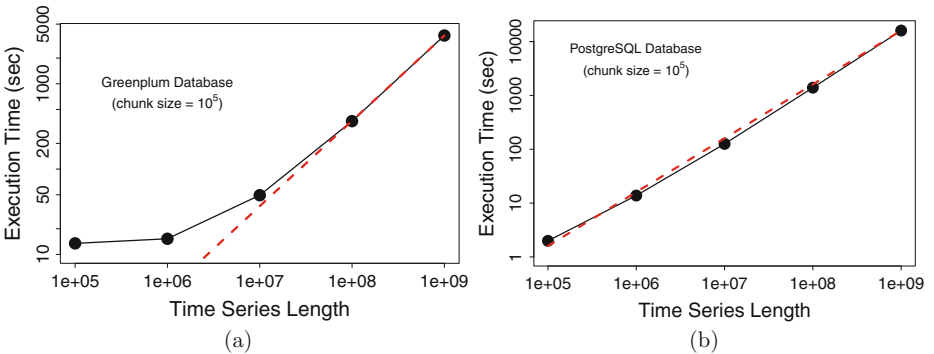 Execution Time (sec)
5000
1000
200
50
10
Greenplum Database
(chunk size = 10^5)
1e+05 1e+06 1e+07 1e+08 1e+09
Time Series Length
(a)
Execution Time (sec)
10000
1000
100
10
1
PostgreSQL Database
(chunk size = 10^5)
1e+05 1e+06 1e+07 1e+08 1e+09
Time Series Length
(b)